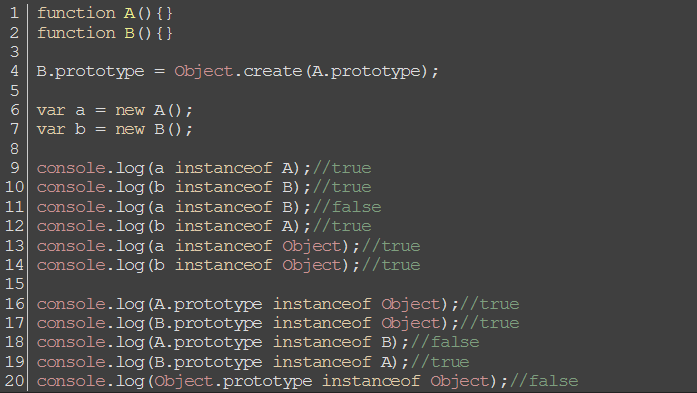 1 function A(){}
2 function B(){}
3
4 B.prototype = Object.create(A.prototype);
5
6 var a = new A();
7 var b = new B();
8
9 console.log(a instanceof A);//true
10 console.log(b instanceof B);//true
11 console.log(a instanceof B);//false
12 console.log(b instanceof A);//true
13 console.log(a instanceof Object);//true
14 console.log(b instanceof Object);//true
15
16 console.log(A.prototype instanceof Object);//true
17 console.log(B.prototype instanceof Object);//true
18 console.log(A.prototype instanceof B);//false
19 console.log(B.prototype instanceof A);//true
20 console.log(Object.prototype instanceof Object);//false